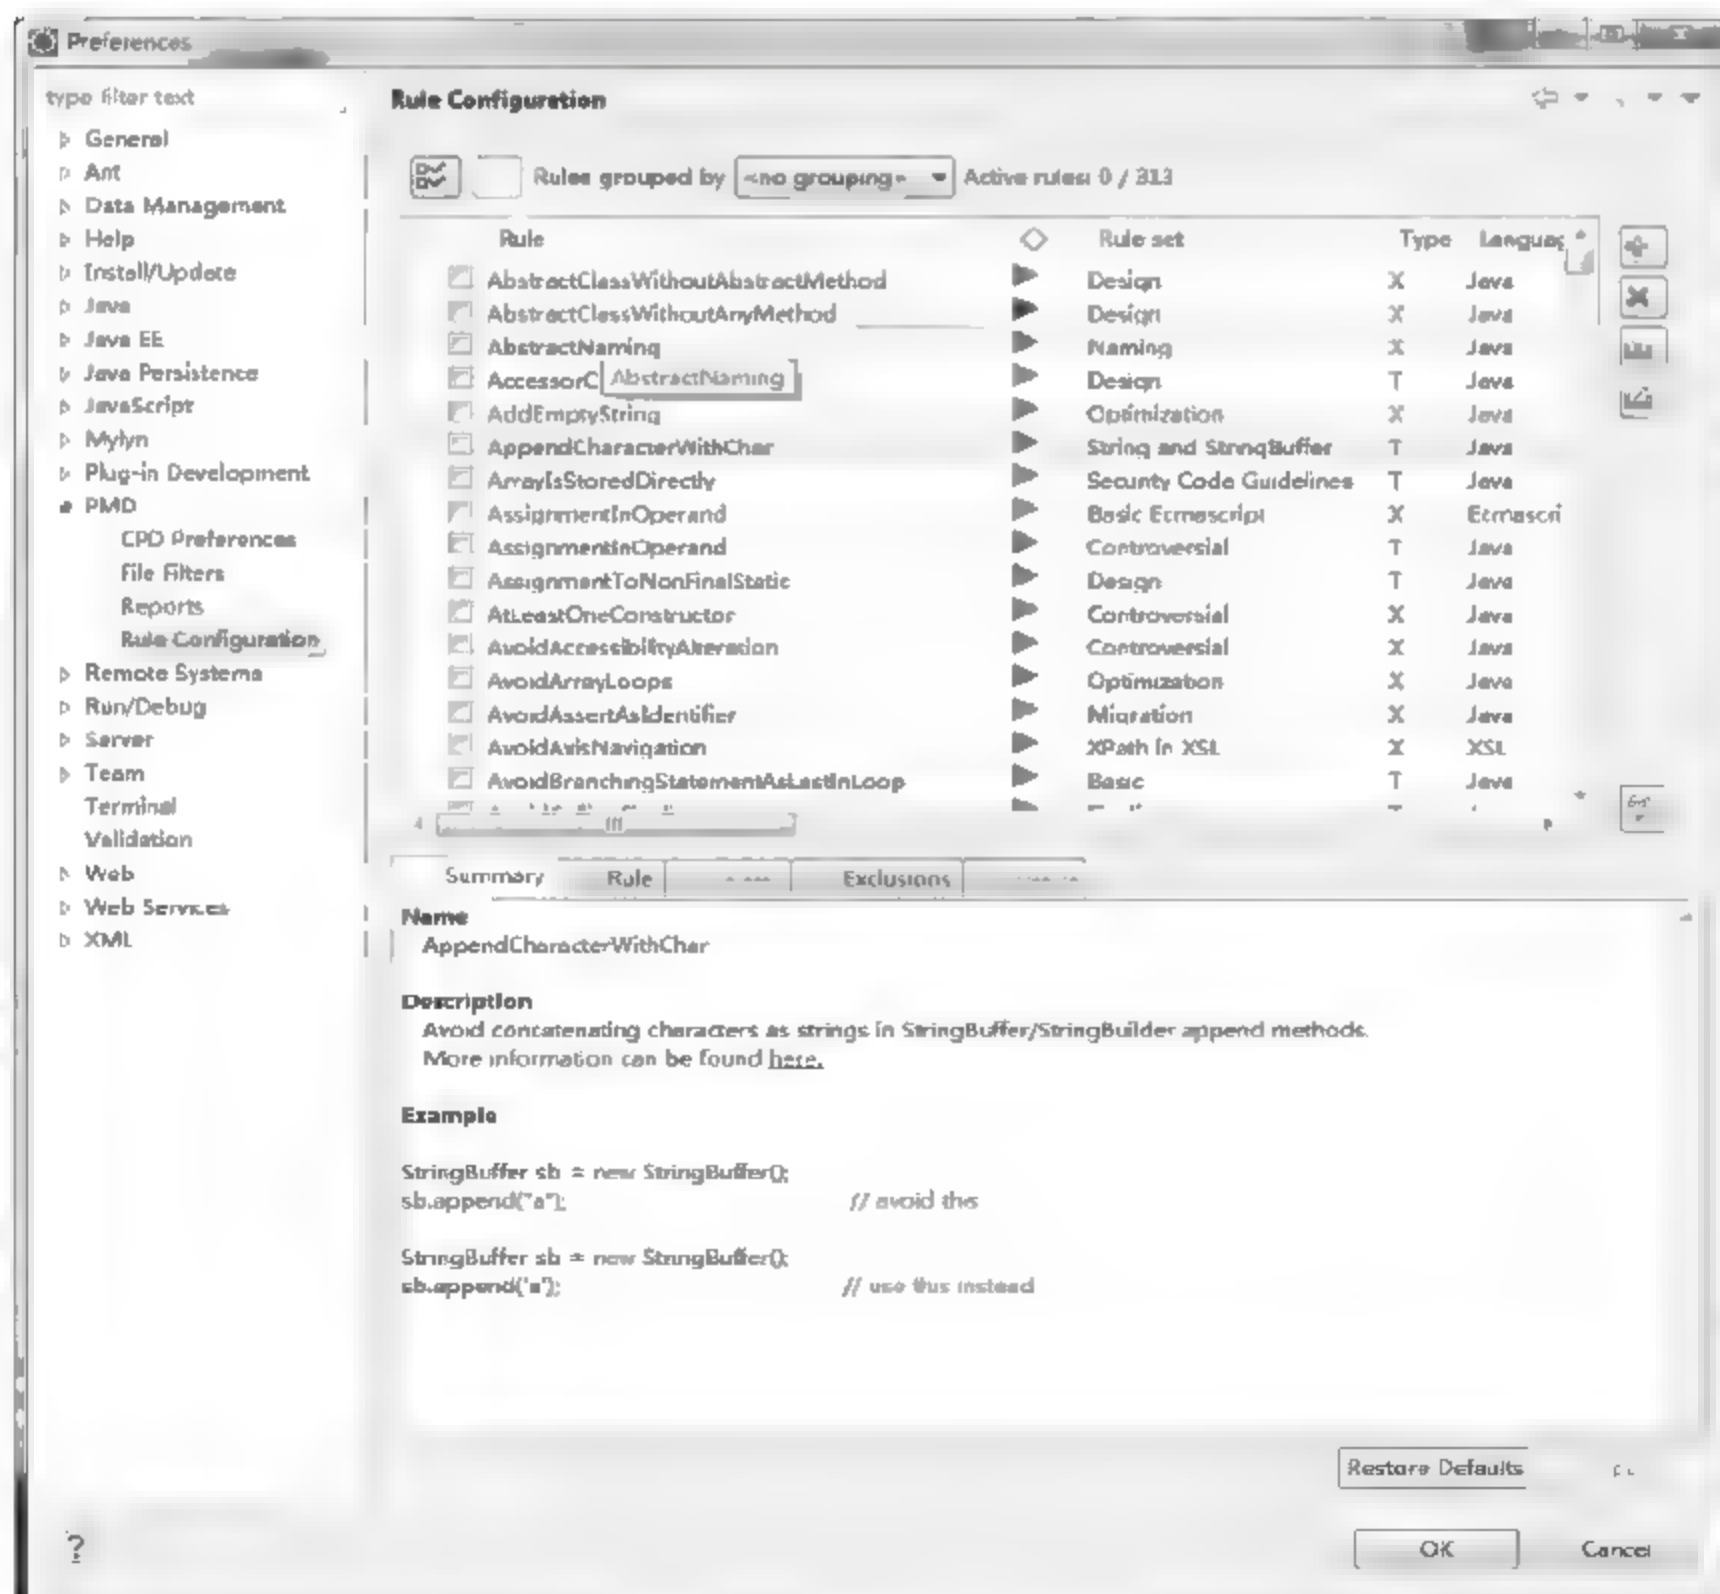 Preferences
type filter text
General
Ant
Data Management
Help
Install/Update
Java
Java EE
Java Persistence
JavaScript
Mylyn
Plug-in Development
PMD
CPD Preferences
File Filters
Reports
Rule Configuration
Remote Systems
Run/Debug
Server
Team
Terminal
Validation
Web
Web Services
XML
Rule Configuration
Rules grouped by <no grouping> Active rules: 0 / 313
Rule Rule set Type Languag
AbstractClassWithoutAbstractMethod Design X Java
AbstractClassWithoutAnyMethod Design X Java
AbstractNaming Naming X Java
AccessorC AbstractNaming Design T Java
AddEmptyString Optimization X Java
AppendCharacterWithChar String and StringBuffer T Java
ArrayIsStoredDirectly Security Code Guidelines T Java
AssignmentInOperand Basic Ecmascript X Ecmascri
AssignmentInOperand Controversial T Java
AssignmentToNonFinalStatic Design T Java
AtLeastOneConstructor Controversial X Java
AvoidAccessibilityAlteration Controversial X Java
AvoidArrayLoops Optimization X Java
AvoidAssertAsIdentifier Migration X Java
AvoidAxisNavigation XPath in XSL X XSL
AvoidBranchingStatementAsLastInLoop Basic T Java
Summary Rule Exclusions
Name
AppendCharacterWithChar
Description
Avoid concatenating characters as strings in StringBuffer/StringBuilder append methods.
More information can be found here.
Example
StringBuffer sb = new StringBuffer();
sb.append("a"); // avoid this
StringBuffer sb = new StringBuffer();
sb.append('a'); // use this instead
Restore Defaults
OK Cancel